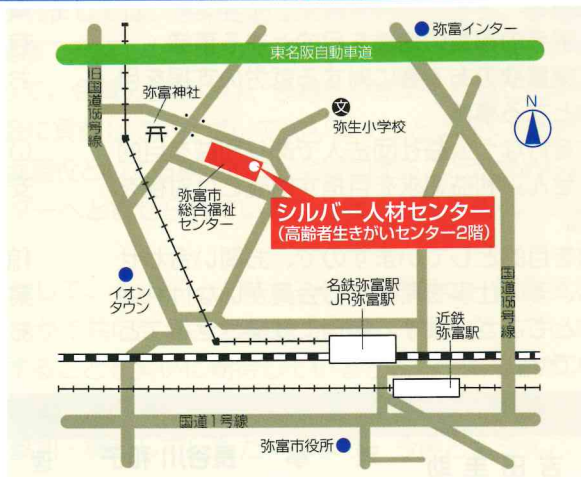 弥富インター
東名阪自動車道
旧国道155号線
弥富神社
文
弥生小学校
N
弥富市
総合福祉
センター
シルバー人材センター
(高齢者生きがいセンター2階)
イオン
タウン
名鉄弥富駅
JR弥富駅
近鉄
弥富駅
国道155号線
国道1号線
弥富市役所